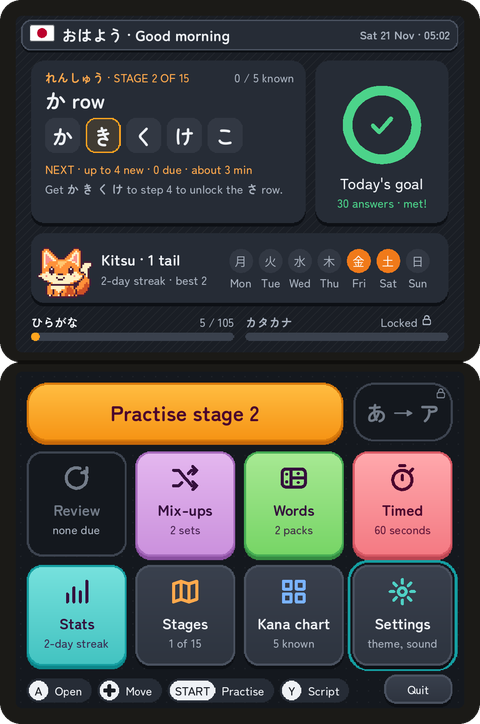 おはよう · Good morning
Sat 21 Nov · 05:02
れんしゅう · STAGE 2 OF 15
0 / 5 known
か row
か き く け こ
NEXT · up to 4 new · 0 due · about 3 min
Get か き く け to step 4 to unlock the さ row.
Today's goal
30 answers · met!
Kitsu · 1 tail
2-day streak · best 2
月 火 水 木 金 土 日
Mon Tue Wed Thu Fri Sat Sun
ひらがな
5 / 105
カタカナ
Locked
Practise stage 2
あ → ア
Review
none due
Mix-ups
2 sets
Words
2 packs
Timed
60 seconds
Stats
2-day streak
Stages
1 of 15
Kana chart
5 known
Settings
theme, sound
A Open
Move
START Practise
Y Script
Quit